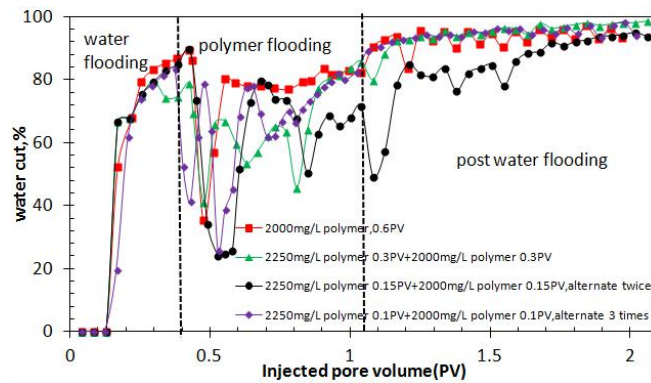 100
80
60
40
20
0
water cut,%
water
flooding
polymer flooding
post water flooding
2000mg/L polymer,0.6PV
2250mg/L polymer 0.3PV+2000mg/L polymer 0.3PV
2250mg/L polymer 0.15PV+2000mg/L polymer 0.15PV,alternate twice
2250mg/L polymer 0.1PV+2000mg/L polymer 0.1PV,alternate 3 times
0 0.5 1 1.5 2
Injected pore volume(PV)